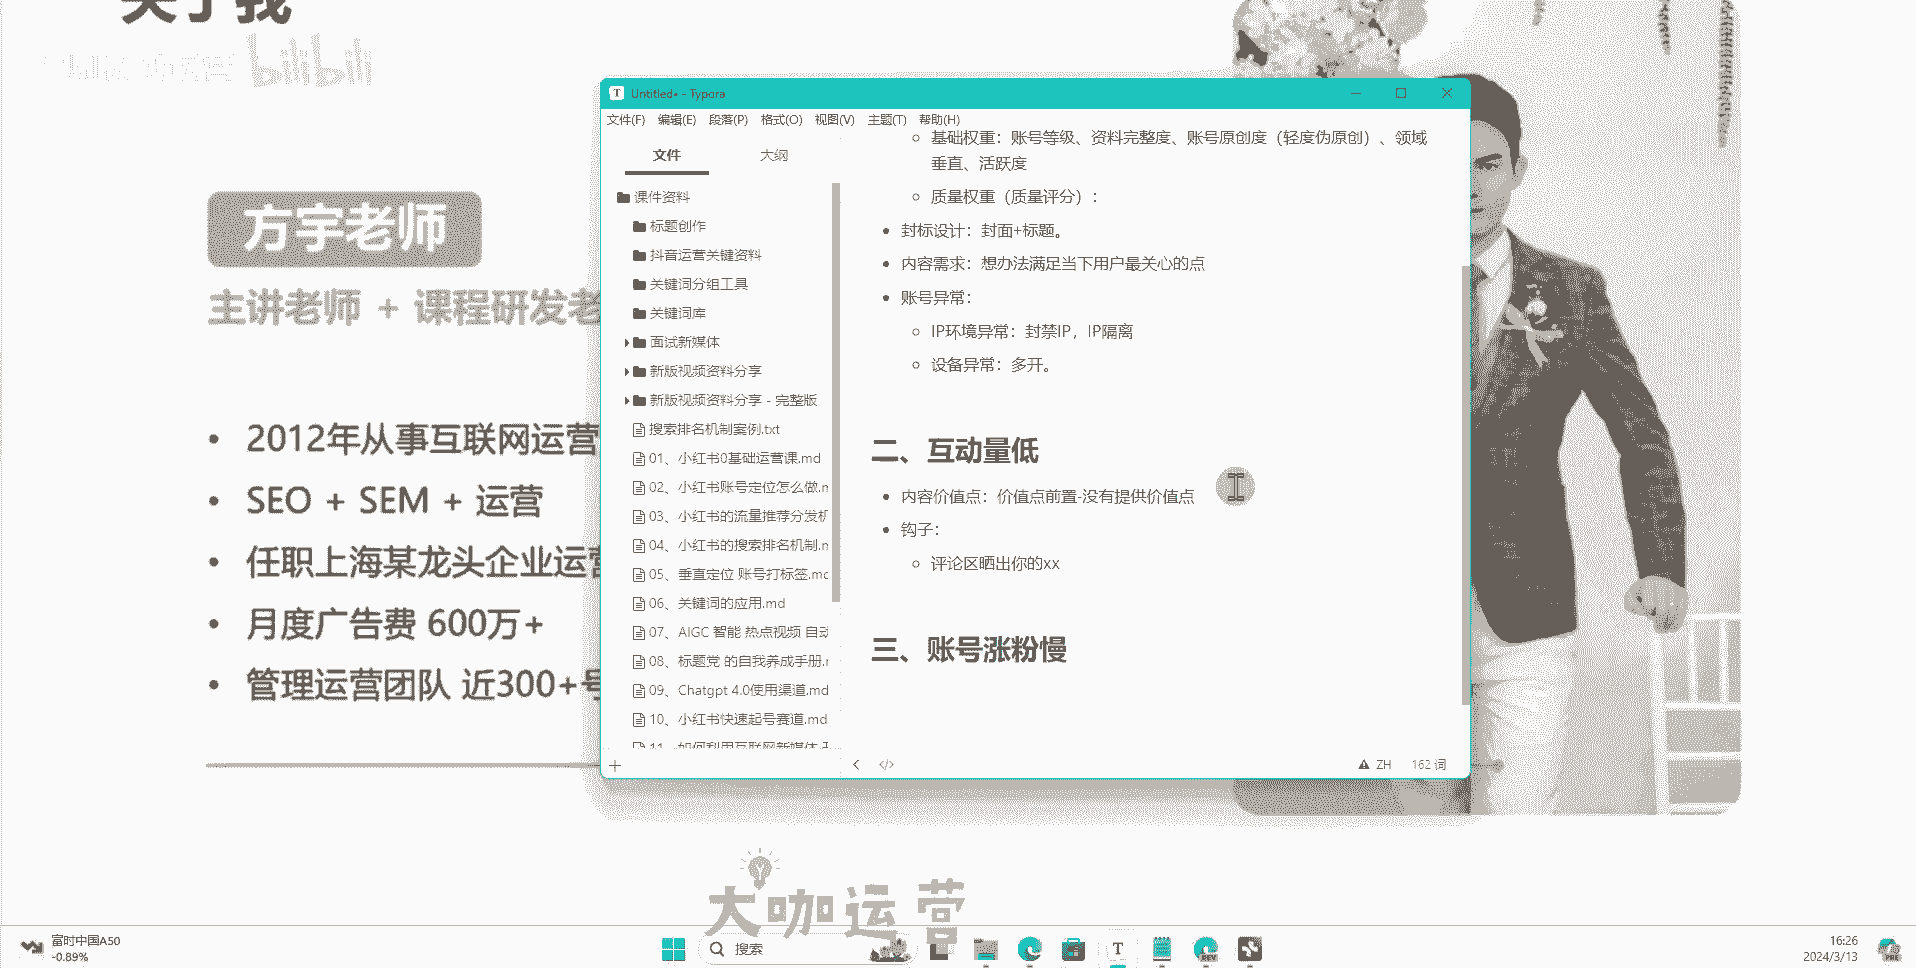 关于我
bilibili
方宇老师
主讲老师 + 课程研发老
2012年从事互联网运营
SEO + SEM + 运营
任职上海某龙头企业运营
月度广告费 600万+
管理运营团队 近300+号
Untitled• - Typora
文件(F) 编辑(E) 段落(P) 格式(O) 视图(V) 主题(T) 帮助(H)
文件 大纲
课件资料
标题创作
抖音运营关键资料
关键词分组工具
关键词库
面试新媒体
新版视频资料分享
新版视频资料分享 - 完整版
搜索排名机制案例.txt
01、小红书0基础运营课.md
02、小红书账号定位怎么做.m
03、小红书的流量推荐分发机
04、小红书的搜索排名机制.m
05、垂直定位 账号打标签.md
06、关键词的应用.md
07、AIGC 智能 热点视频 自动
08、标题党 的自我养成手册.m
09、Chatgpt 4.0使用渠道.md
10、小红书快速起号赛道.md
11、如何利用互联网新媒体
基础权重：账号等级、资料完整度、账号原创度（轻度伪原创）、领域
垂直、活跃度
质量权重（质量评分）：
封标设计：封面+标题。
内容需求：想办法满足当下用户最关心的点
账号异常：
IP环境异常：封禁IP，IP隔离
设备异常：多开。
二、互动量低
内容价值点：价值点前置-没有提供价值点
钩子：
评论区晒出你的xx
三、账号涨粉慢
ZH 162 词
大咖运营
富时中国A50
-0.89%
搜索
DEV
16:26
2024/3/13
PRE